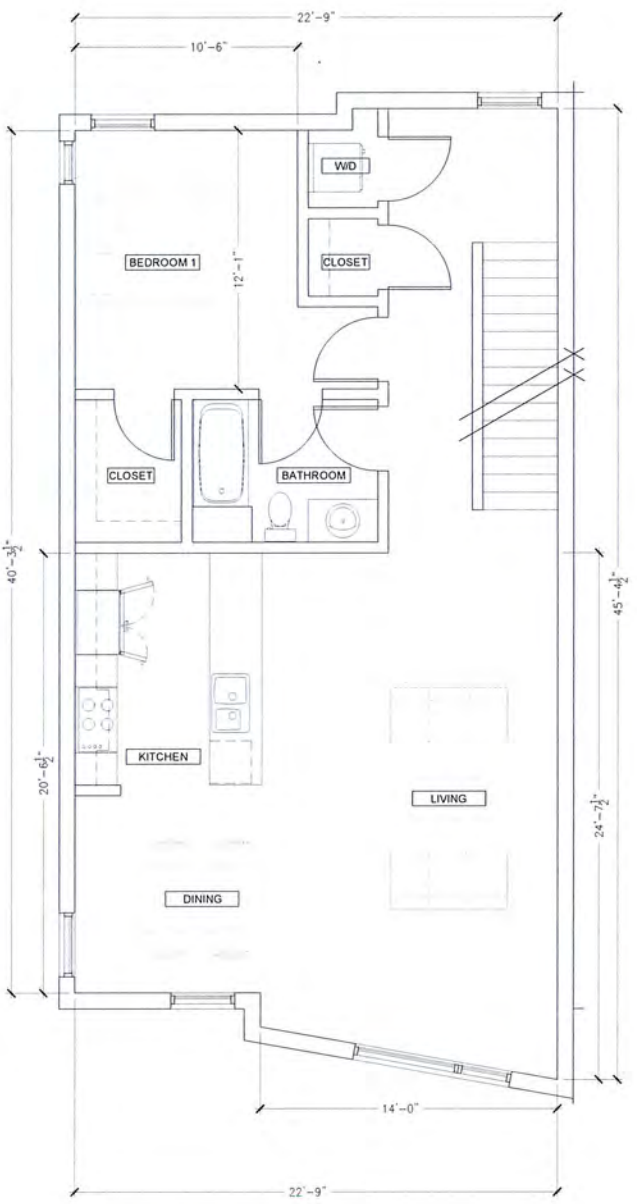 22'-9"
10'-6"
W/D
BEDROOM 1
12'-1"
CLOSET
CLOSET
BATHROOM
40'-3½"
45'-4½"
20'-6½"
KITCHEN
LIVING
24'-7½"
DINING
14'-0"
22'-9"